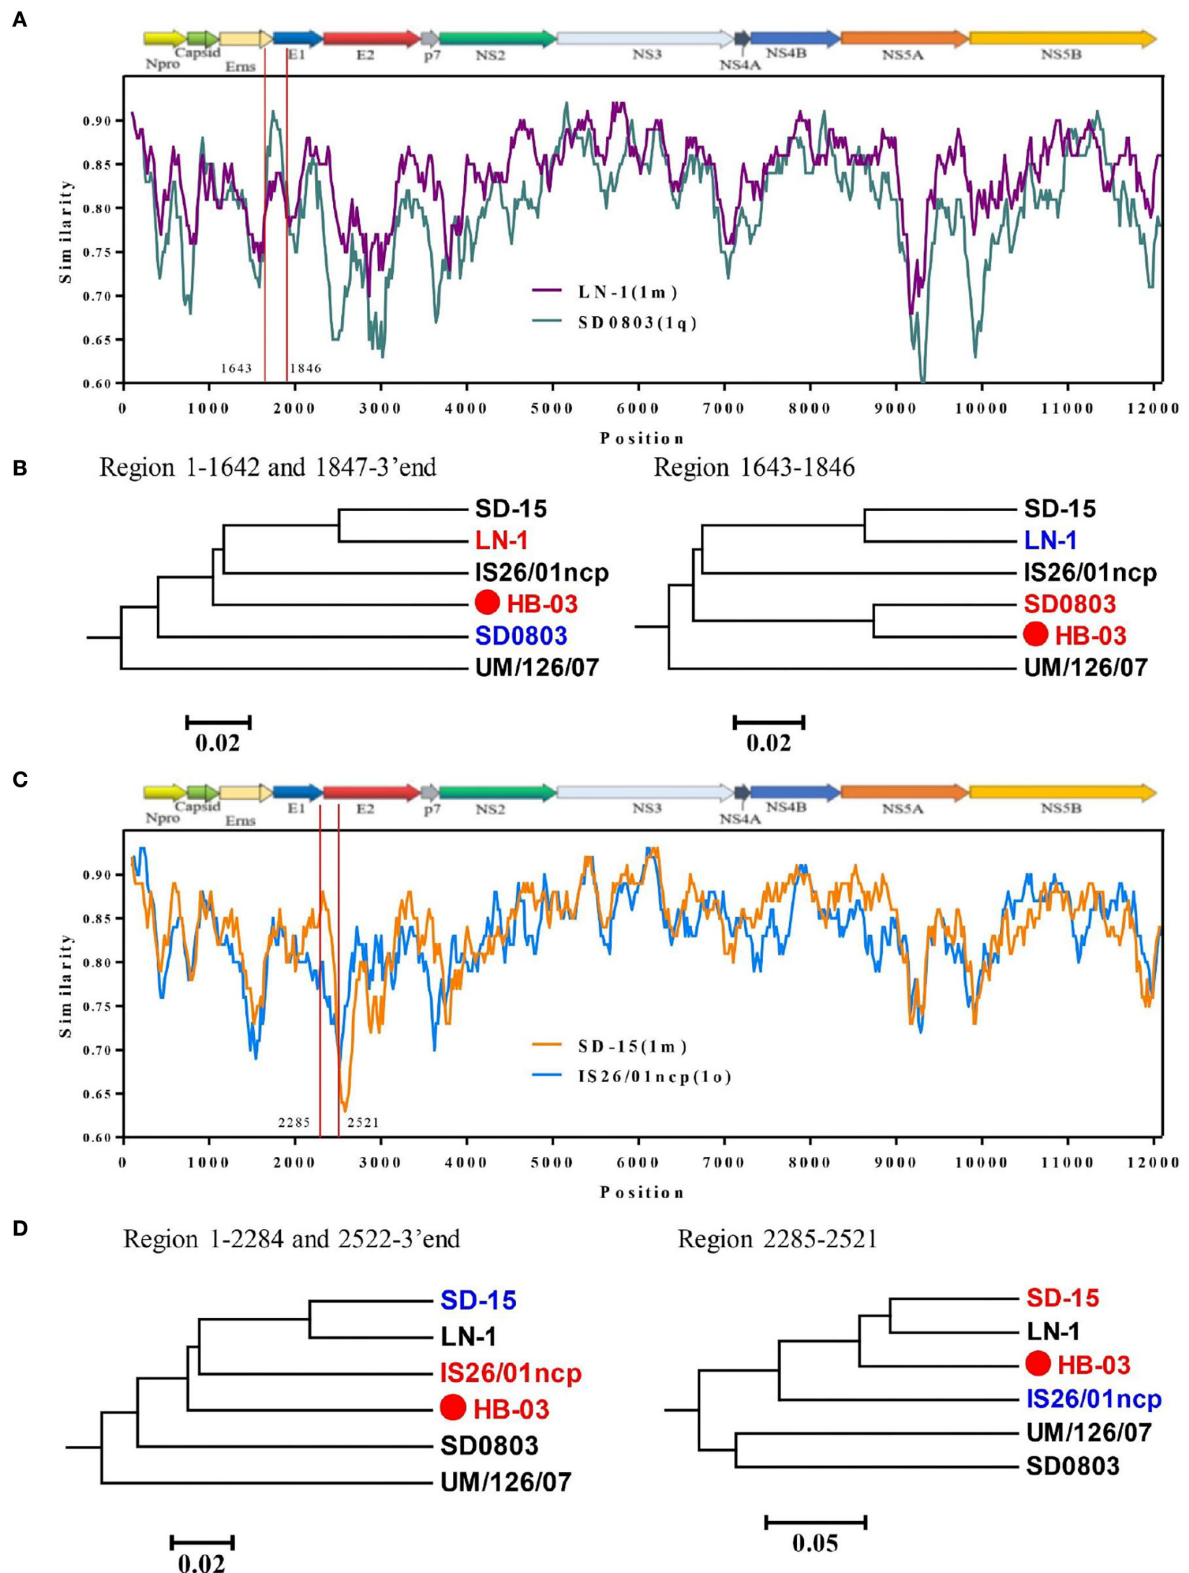 A
Npro Capsid Erns E1 E2 p7 NS2 NS3 NS4A NS4B NS5A NS5B
Similarity
0.90
0.85
0.80
0.75
0.70
0.65
0.60
LN-1(1m)
SD0803(1q)
1643 1846
0 1000 2000 3000 4000 5000 6000 7000 8000 9000 10000 11000 12000
Position
B
Region 1-1642 and 1847-3'end
SD-15
LN-1
IS26/01ncp
HB-03
SD0803
UM/126/07
0.02
Region 1643-1846
SD-15
LN-1
IS26/01ncp
SD0803
HB-03
UM/126/07
0.02
C
Npro Capsid Erns E1 E2 p7 NS2 NS3 NS4A NS4B NS5A NS5B
Similarity
0.90
0.85
0.80
0.75
0.70
0.65
0.60
SD-15(1m)
IS26/01ncp(1o)
2285 2521
0 1000 2000 3000 4000 5000 6000 7000 8000 9000 10000 11000 12000
Position
D
Region 1-2284 and 2522-3'end
SD-15
LN-1
IS26/01ncp
HB-03
SD0803
UM/126/07
0.02
Region 2285-2521
SD-15
LN-1
HB-03
IS26/01ncp
UM/126/07
SD0803
0.05